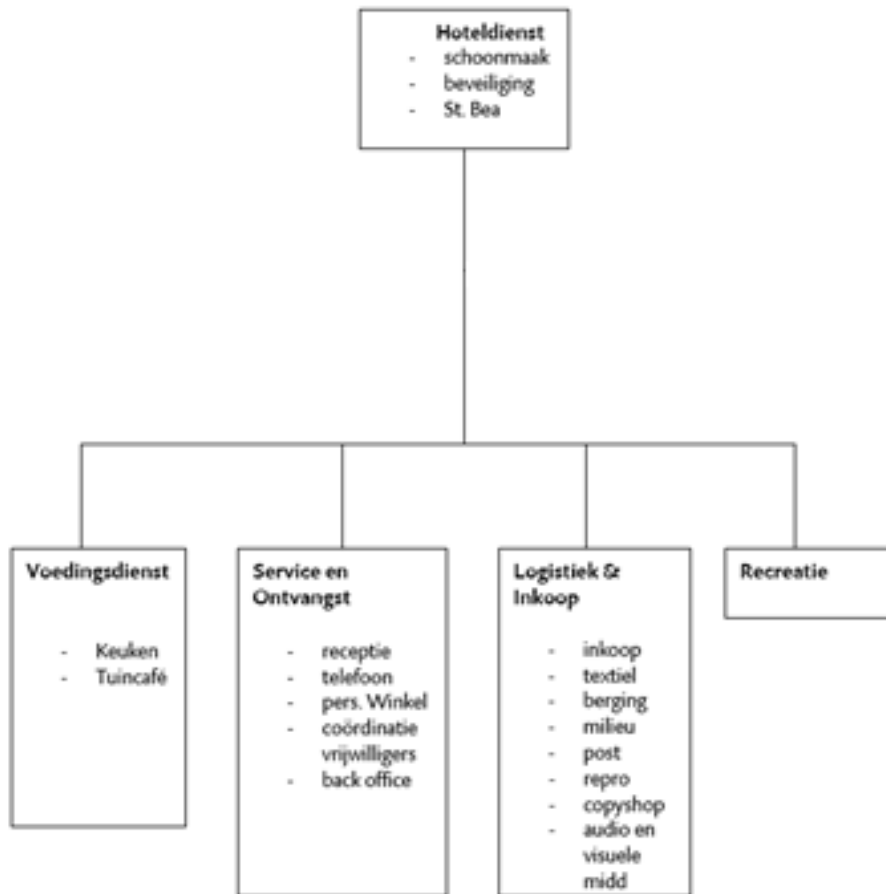 Hoteldienst
- schoonmaak
- beveiliging
- St. Bea
Voedingsdienst
- Keuken
- Tuincafé
Service en
Ontvangst
- receptie
- telefoon
- pers. Winkel
- coördinatie
vrijwilligers
- back office
Logistiek &
Inkoop
- inkoop
- textiel
- berging
- milieu
- post
- repro
- copyshop
- audio en
visuele
midd
Recreatie